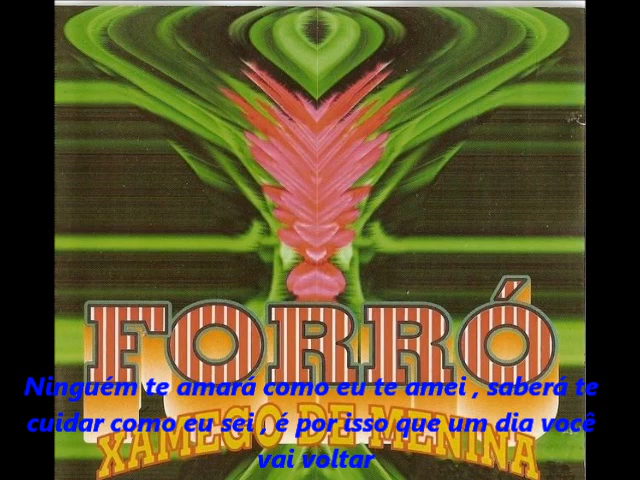 FORRÓ
XAMEGO DE MENINA
Ninguém te amará como eu te amei , saberá te
cuidar como eu sei , é por isso que um dia você
vai voltar